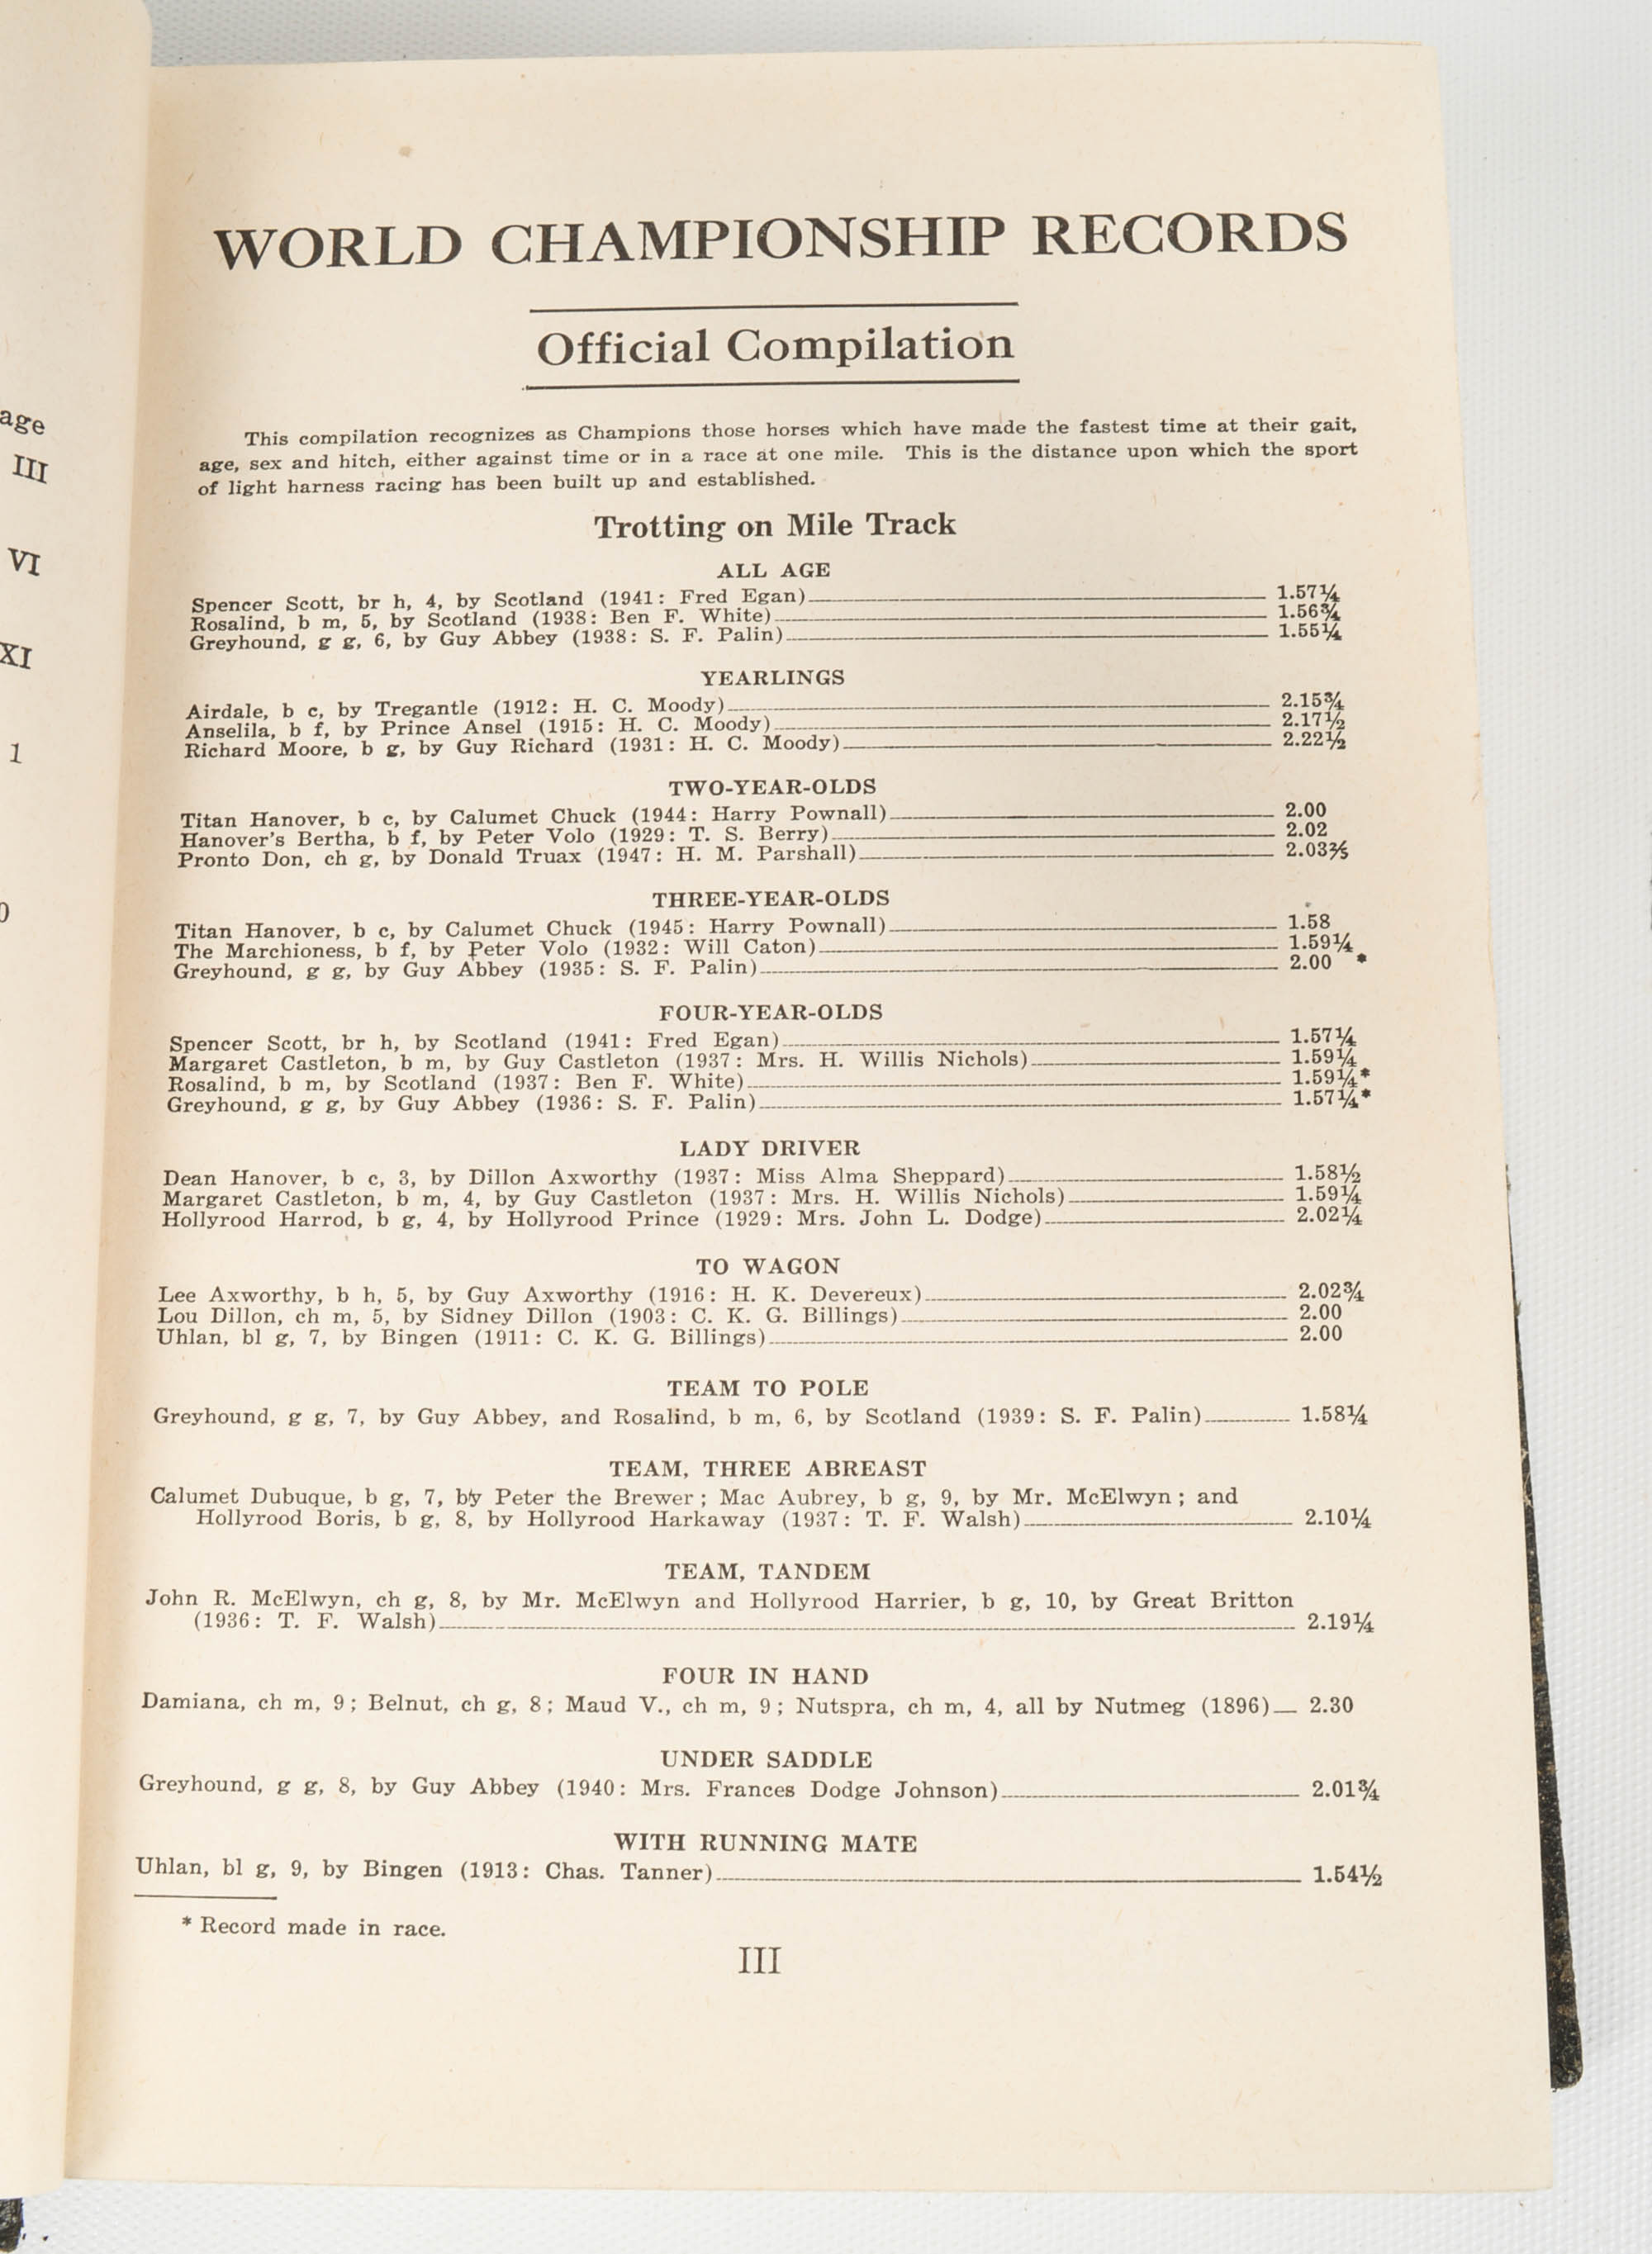 age
III
VI
XI
1
0
WORLD CHAMPIONSHIP RECORDS
Official Compilation
This compilation recognizes as Champions those horses which have made the fastest time at their gait,
age, sex and hitch, either against time or in a race at one mile. This is the distance upon which the sport
of light harness racing has been built up and established.
Trotting on Mile Track
ALL AGE
Spencer Scott, br h, 4, by Scotland (1941: Fred Egan) 1.57¼
Rosalind, b m, 5, by Scotland (1938: Ben F. White) 1.56¾
Greyhound, g g, 6, by Guy Abbey (1938: S. F. Palin) 1.55¼
YEARLINGS
Airdale, b c, by Tregantle (1912: H. C. Moody) 2.15¾
Anselila, b f, by Prince Ansel (1915: H. C. Moody) 2.17½
Richard Moore, b g, by Guy Richard (1931: H. C. Moody) 2.22½
TWO-YEAR-OLDS
Titan Hanover, b c, by Calumet Chuck (1944: Harry Pownall) 2.00
Hanover's Bertha, b f, by Peter Volo (1929: T. S. Berry) 2.02
Pronto Don, ch g, by Donald Truax (1947: H. M. Parshall) 2.03⅖
THREE-YEAR-OLDS
Titan Hanover, b c, by Calumet Chuck (1945: Harry Pownall) 1.58
The Marchioness, b f, by Peter Volo (1932: Will Caton) 1.59¼
Greyhound, g g, by Guy Abbey (1935: S. F. Palin) 2.00 *
FOUR-YEAR-OLDS
Spencer Scott, br h, by Scotland (1941: Fred Egan) 1.57¼
Margaret Castleton, b m, by Guy Castleton (1937: Mrs. H. Willis Nichols) 1.59¼
Rosalind, b m, by Scotland (1937: Ben F. White) 1.59¼*
Greyhound, g g, by Guy Abbey (1936: S. F. Palin) 1.57¼*
LADY DRIVER
Dean Hanover, b c, 3, by Dillon Axworthy (1937: Miss Alma Sheppard) 1.58½
Margaret Castleton, b m, 4, by Guy Castleton (1937: Mrs. H. Willis Nichols) 1.59¼
Hollyrood Harrod, b g, 4, by Hollyrood Prince (1929: Mrs. John L. Dodge) 2.02¼
TO WAGON
Lee Axworthy, b h, 5, by Guy Axworthy (1916: H. K. Devereux) 2.02¾
Lou Dillon, ch m, 5, by Sidney Dillon (1903: C. K. G. Billings) 2.00
Uhlan, bl g, 7, by Bingen (1911: C. K. G. Billings) 2.00
TEAM TO POLE
Greyhound, g g, 7, by Guy Abbey, and Rosalind, b m, 6, by Scotland (1939: S. F. Palin) 1.58¼
TEAM, THREE ABREAST
Calumet Dubuque, b g, 7, by Peter the Brewer; Mac Aubrey, b g, 9, by Mr. McElwyn; and
Hollyrood Boris, b g, 8, by Hollyrood Harkaway (1937: T. F. Walsh) 2.10¼
TEAM, TANDEM
John R. McElwyn, ch g, 8, by Mr. McElwyn and Hollyrood Harrier, b g, 10, by Great Britton
(1936: T. F. Walsh) 2.19¼
FOUR IN HAND
Damiana, ch m, 9; Belnut, ch g, 8; Maud V., ch m, 9; Nutspra, ch m, 4, all by Nutmeg (1896) 2.30
UNDER SADDLE
Greyhound, g g, 8, by Guy Abbey (1940: Mrs. Frances Dodge Johnson) 2.01¾
WITH RUNNING MATE
Uhlan, bl g, 9, by Bingen (1913: Chas. Tanner) 1.54½
* Record made in race.
III